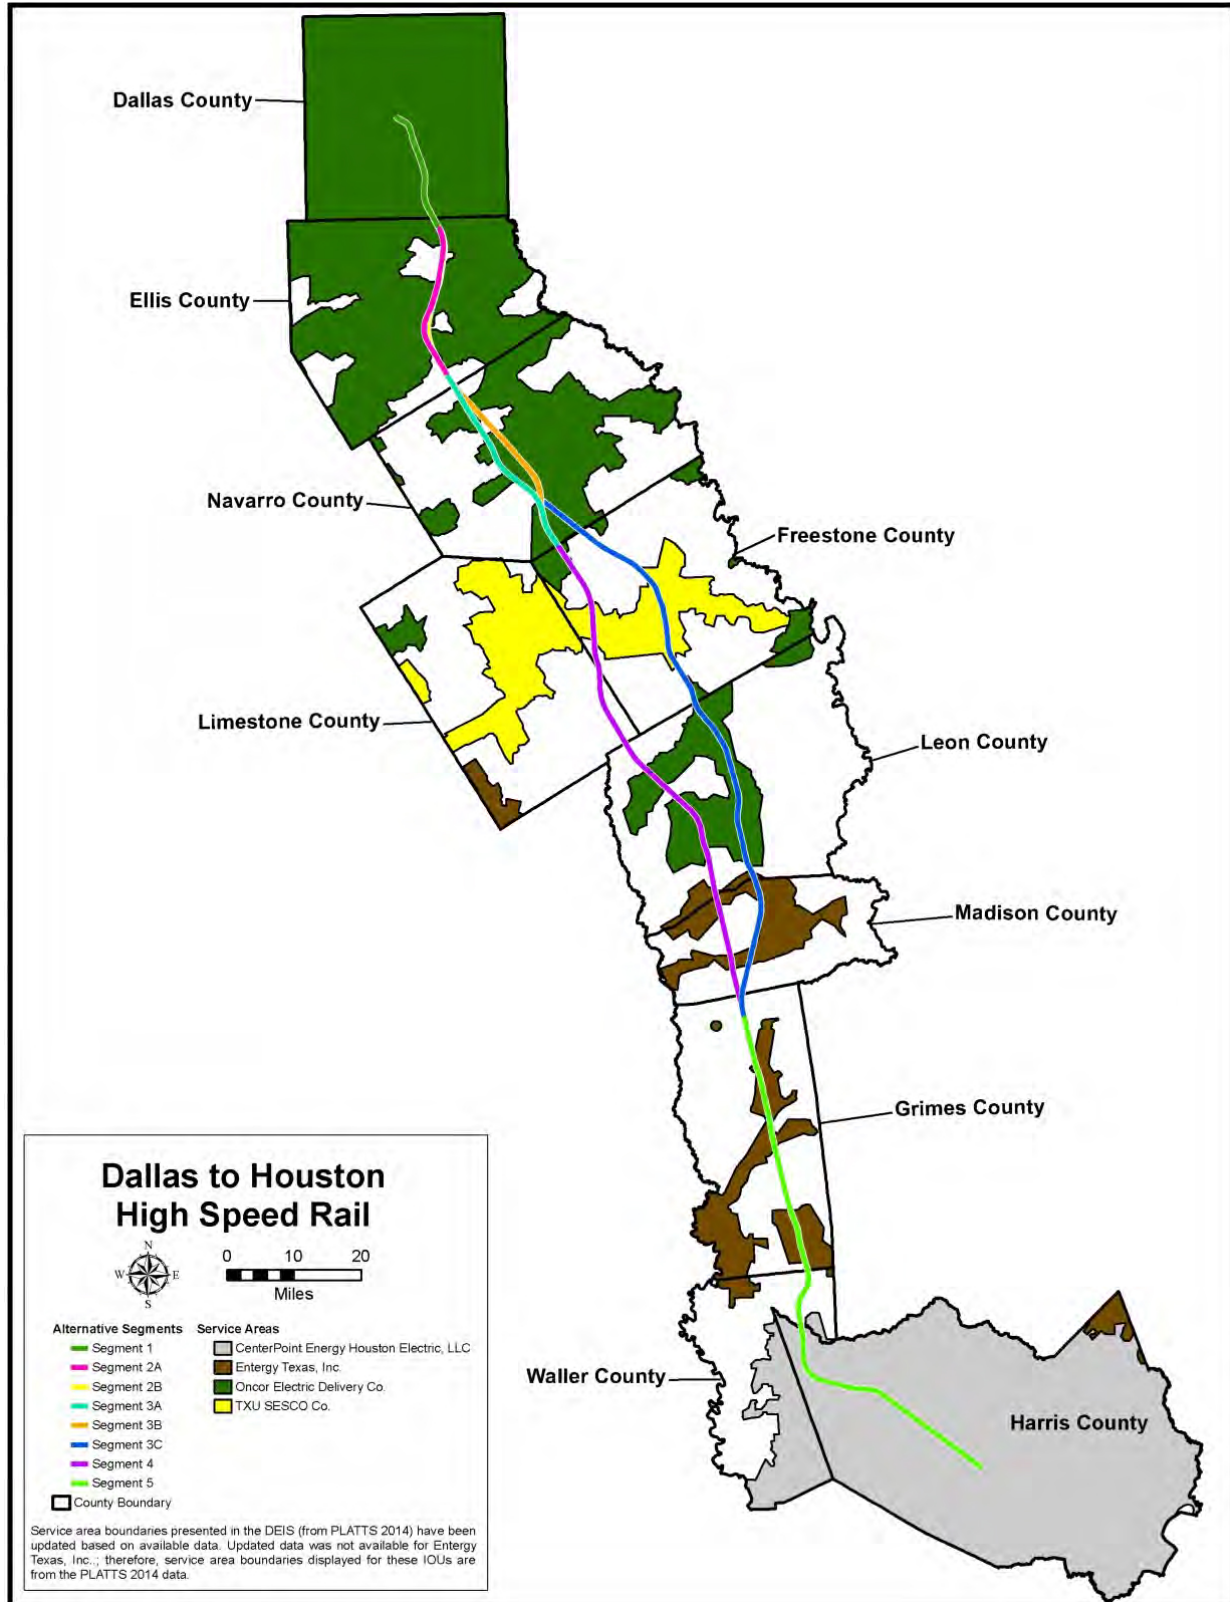 Dallas County
Ellis County
Navarro County
Freestone County
Limestone County
Leon County
Madison County
Grimes County
Waller County
Harris County
Dallas to Houston
High Speed Rail
N
W E
S
0 10 20
Miles
Alternative Segments
Segment 1
Segment 2A
Segment 2B
Segment 3A
Segment 3B
Segment 3C
Segment 4
Segment 5
County Boundary
Service Areas
CenterPoint Energy Houston Electric, LLC
Entergy Texas, Inc.
Oncor Electric Delivery Co.
TXU SESCO Co.
Service area boundaries presented in the DEIS (from PLATTS 2014) have been
updated based on available data. Updated data was not available for Entergy
Texas, Inc..; therefore, service area boundaries displayed for these IOUs are
from the PLATTS 2014 data.